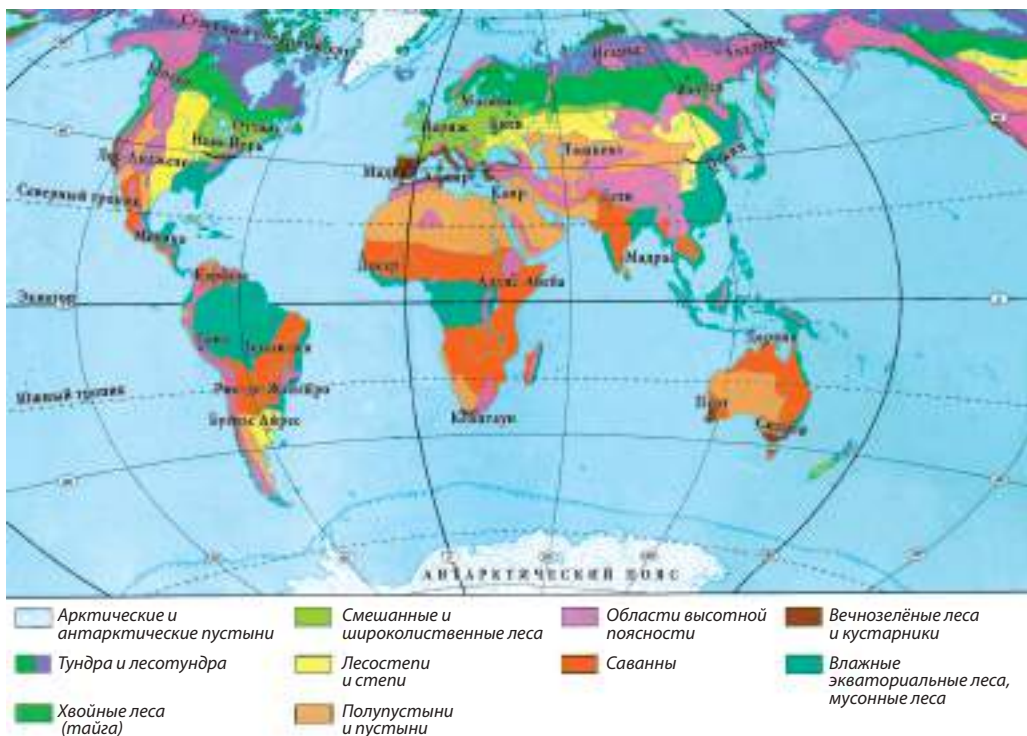 Северный тропик
Экватор
Южный тропик
Москва
Париж
Киев
Оттава
Нью-Йорк
Лос-Анджелес
Мадрид
Каир
Ташкент
Пекин
Дели
Мехико
Мадрас
Аддис-Абеба
Рио-де-Жанейро
Буэнос-Айрес
Кейптаун
Перт
Сидней
АНТАРКТИЧЕСКИЙ ПОЯС
Арктические и
антарктические пустыни
Тундра и лесотундра
Хвойные леса
(тайга)
Смешанные и
широколиственные леса
Лесостепи
и степи
Полупустыни
и пустыни
Области высотной
поясности
Саванны
Вечнозелёные леса
и кустарники
Влажные
экваториальные леса,
мусонные леса